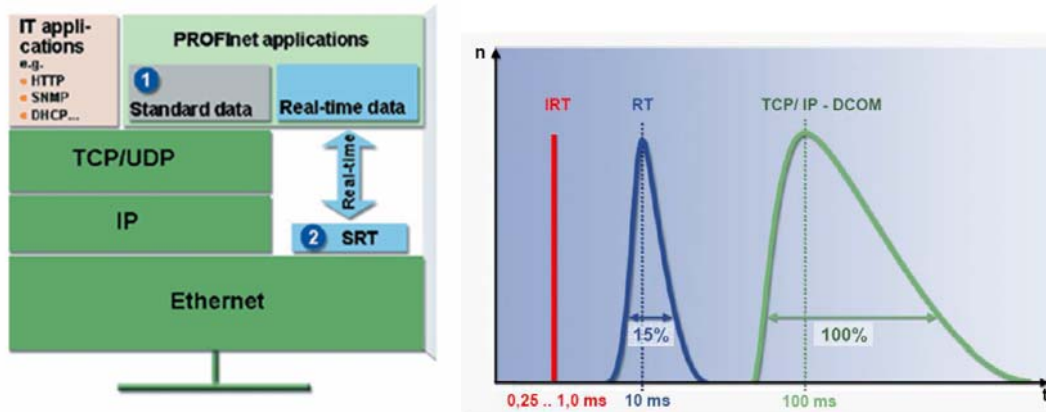 IT appli-
cations
e.g.
HTTP
SNMP
DHCP...
PROFInet applications
1
Standard data
Real-time data
TCP/UDP
Real-time
IP
2 SRT
Ethernet
n
IRT
RT
TCP/ IP - DCOM
15%
100%
0,25 .. 1,0 ms
10 ms
100 ms
t